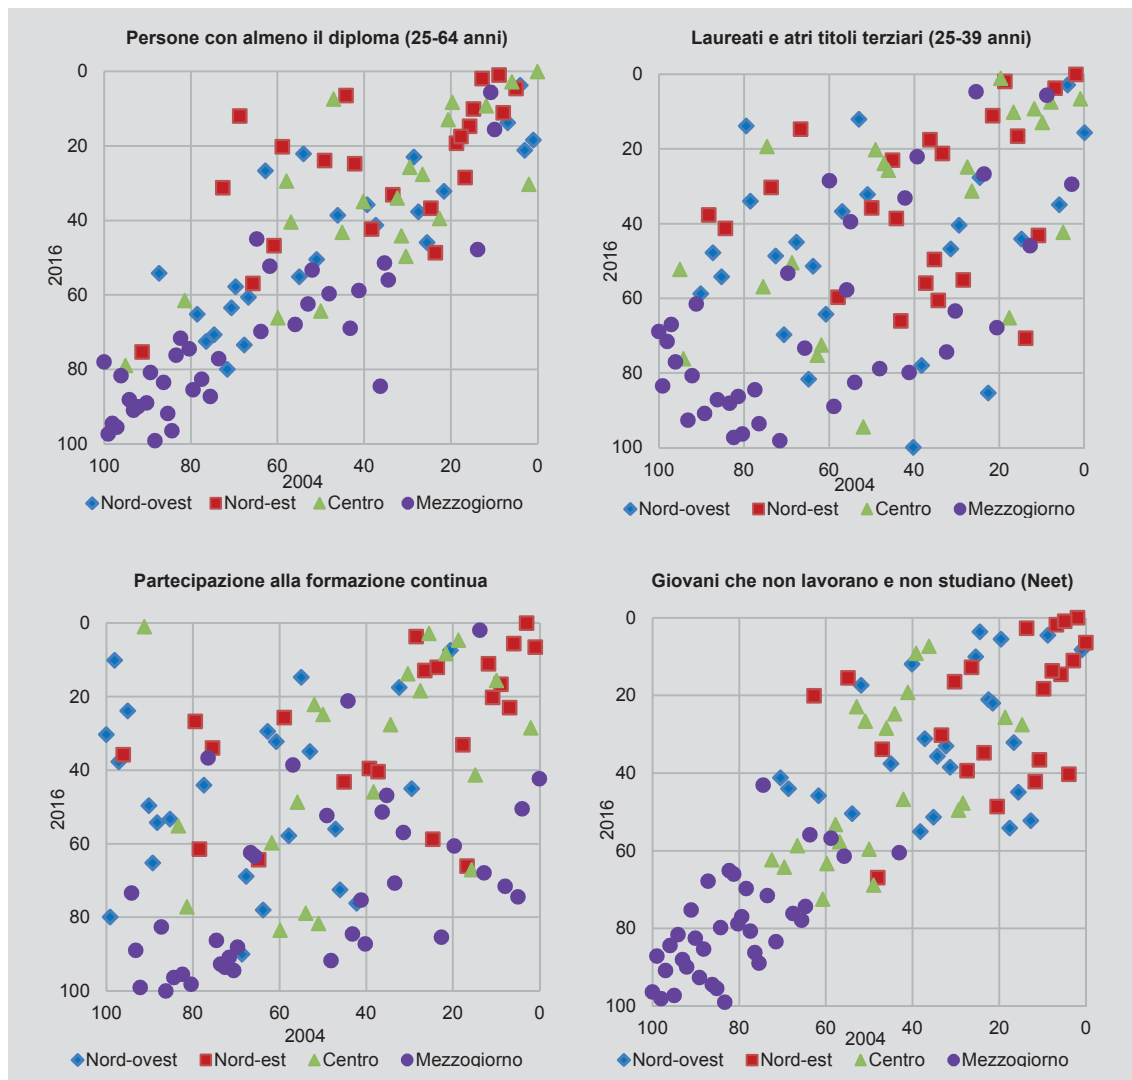 Persone con almeno il diploma (25-64 anni)
0
20
40
60
80
100
2016
100 80 60 40 20 0
2004
Nord-ovest Nord-est Centro Mezzogiorno
Laureati e atri titoli terziari (25-39 anni)
0
20
40
60
80
100
2016
100 80 60 40 20 0
2004
Nord-ovest Nord-est Centro Mezzogiorno
Partecipazione alla formazione continua
0
20
40
60
80
100
2016
100 80 60 40 20 0
2004
Nord-ovest Nord-est Centro Mezzogiorno
Giovani che non lavorano e non studiano (Neet)
0
20
40
60
80
100
2016
100 80 60 40 20 0
2004
Nord-ovest Nord-est Centro Mezzogiorno